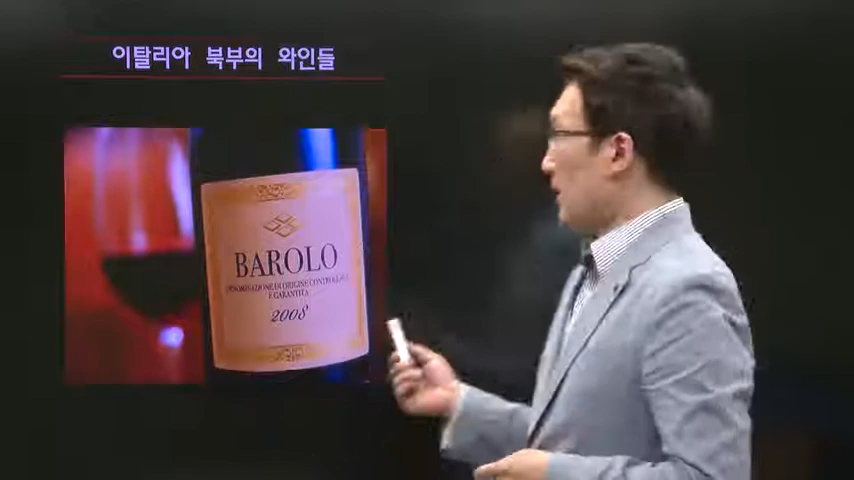 이탈리아 북부의 와인들
BAROLO
DENOMINAZIONE DI ORIGINE CONTROLLATA
E GARANTITA
2008